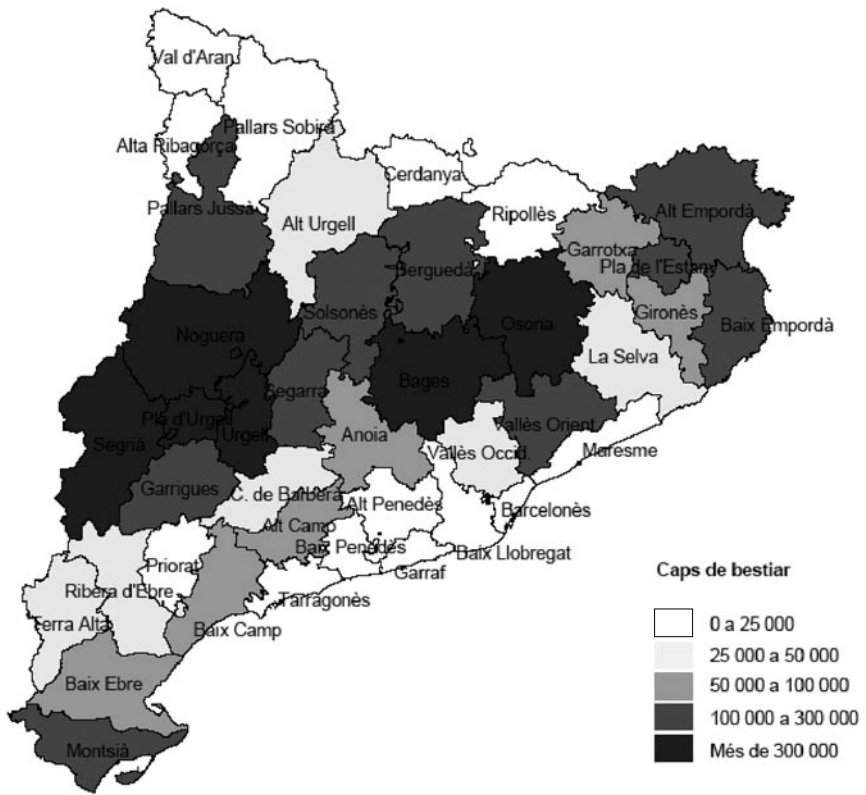 Val d'Aran
Pallars Sobirà
Alta Ribagorça
Cerdanya
Pallars Jussà
Alt Urgell
Ripollès
Alt Empordà
Garrotxa
Pla de l'Estany
Berguedà
Solsonès
Gironès
Osona
Baix Empordà
Noguera
La Selva
Bages
Segarra
Pla d'Urgell
Urgell
Segrià
Anoia
Vallès Orient.
Vallès Occid.
Maresme
Garrigues
C. de Barberà
Alt Penedès
Barcelonès
Alt Camp
Baix Penedès
Baix Llobregat
Priorat
Garraf
Ribera d'Ebre
Tarragonès
Terra Alta
Baix Camp
Baix Ebre
Montsià
Caps de bestiar
0 a 25 000
25 000 a 50 000
50 000 a 100 000
100 000 a 300 000
Més de 300 000